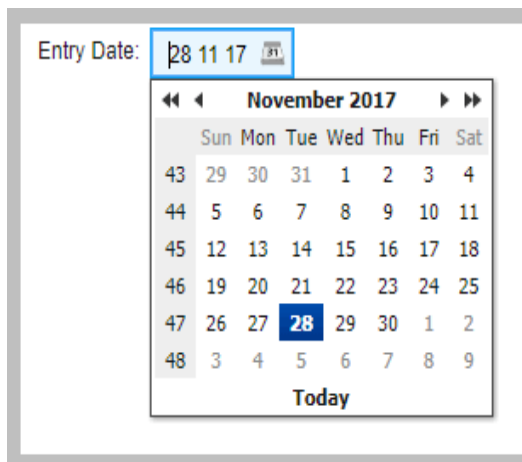 Entry Date: 28 11 17 31
November 2017
Sun Mon Tue Wed Thu Fri Sat
43 29 30 31 1 2 3 4
44 5 6 7 8 9 10 11
45 12 13 14 15 16 17 18
46 19 20 21 22 23 24 25
47 26 27 28 29 30 1 2
48 3 4 5 6 7 8 9
Today